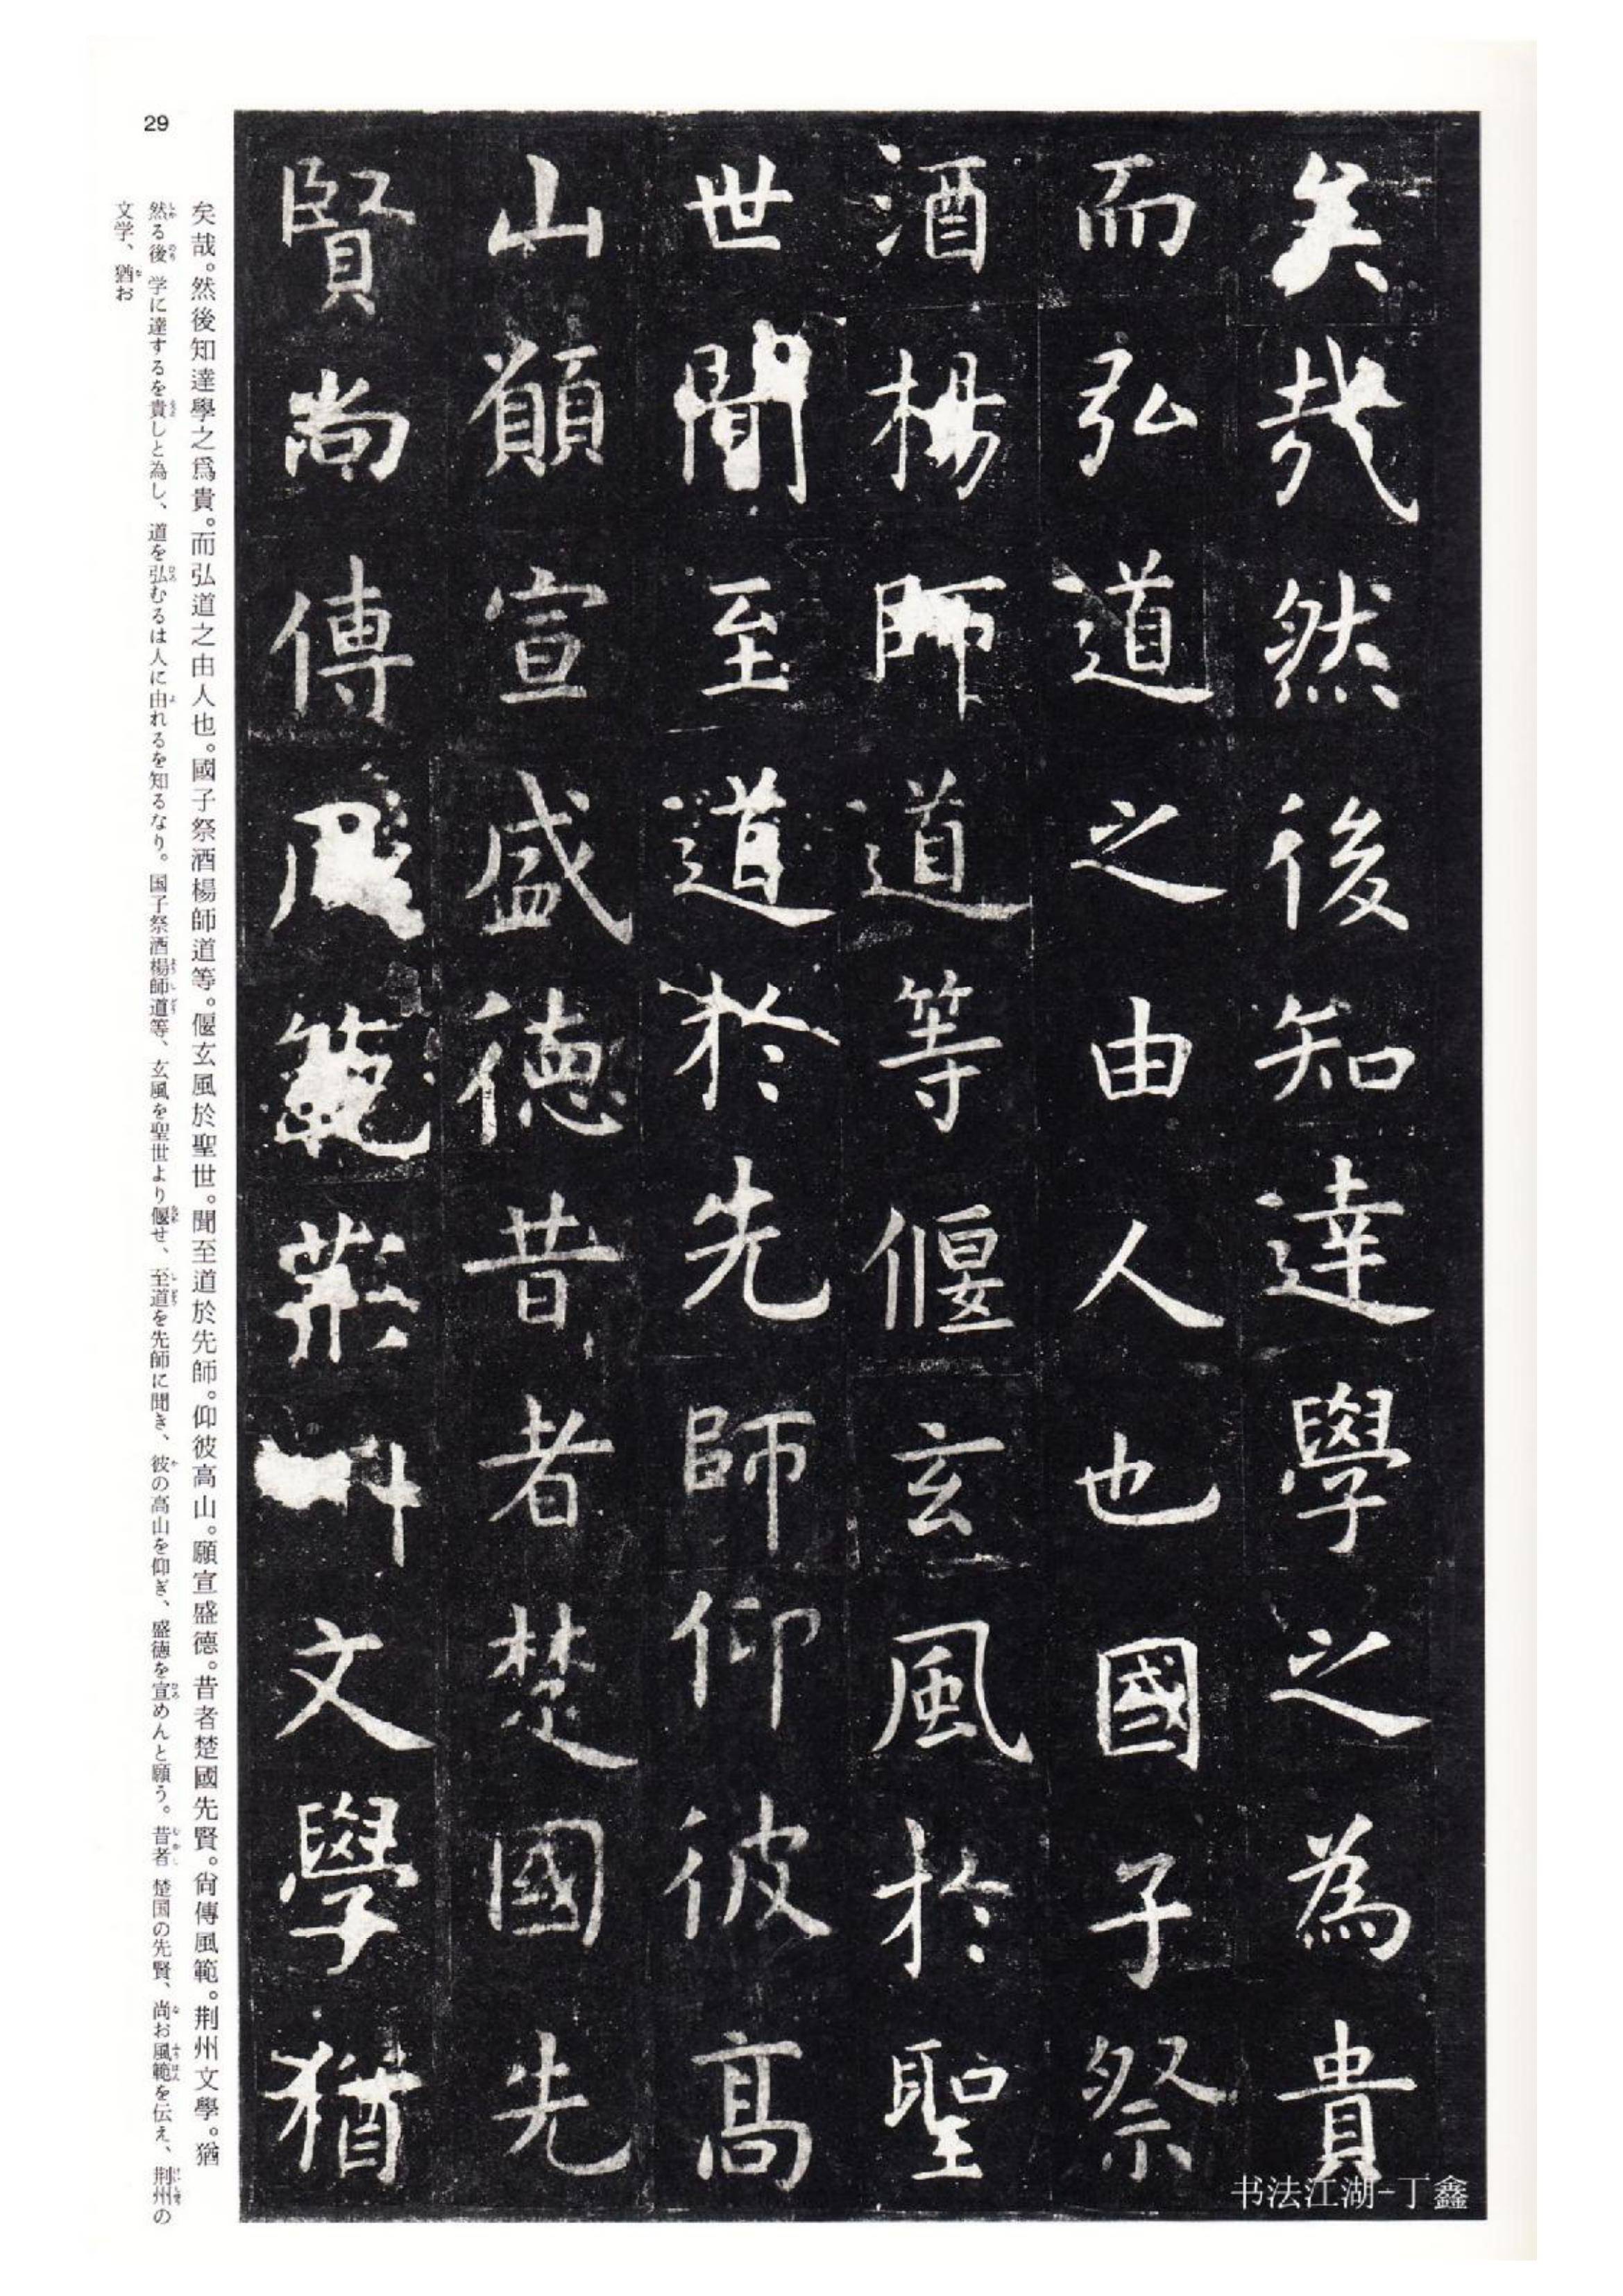 矣哉然後知達學之為貴
而弘道之由人也國子祭
酒楊師道等偃玄風於聖
世聞至道於先師仰彼髙
山願宣盛德昔者楚國先
賢尚傳風範荊州文學猶
矣哉。然後知達學之爲貴。而弘道之由人也。國子祭酒楊師道等。偃玄風於聖世。聞至道於先師。仰彼高山。願宣盛德。昔者楚國先賢。尙傳風範。荆州文學。猶
然る後 学に達するを貴しと為し、道を弘むるは人に由れるを知るなり。国子祭酒楊師道等、玄風を聖世より偃せ、至道を先師に聞き、彼の高山を仰ぎ、盛徳を宣めんと願う。昔者 楚国の先賢、尚お風範を伝え、荆州の
文学、猶お
29
书法江湖-丁鑫